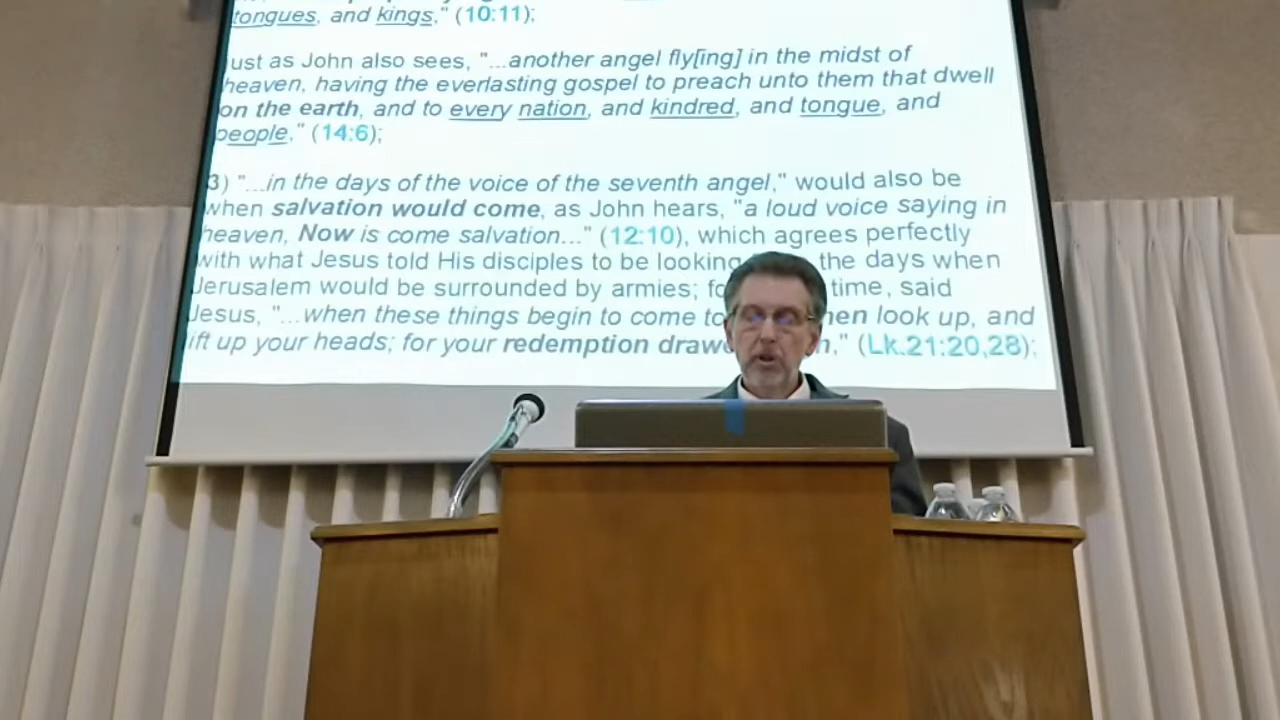 tongues, and kings," (10:11);
ust as John also sees, "...another angel fly[ing] in the midst of
heaven, having the everlasting gospel to preach unto them that dwell
on the earth, and to every nation, and kindred, and tongue, and
people," (14:6);
3) "...in the days of the voice of the seventh angel," would also be
when salvation would come, as John hears, "a loud voice saying in
heaven, Now is come salvation..." (12:10), which agrees perfectly
with what Jesus told His disciples to be looking the days when
Jerusalem would be surrounded by armies; fo time, said
Jesus, "...when these things begin to come to hen look up, and
ift up your heads; for your redemption draw h," (Lk.21:20,28);